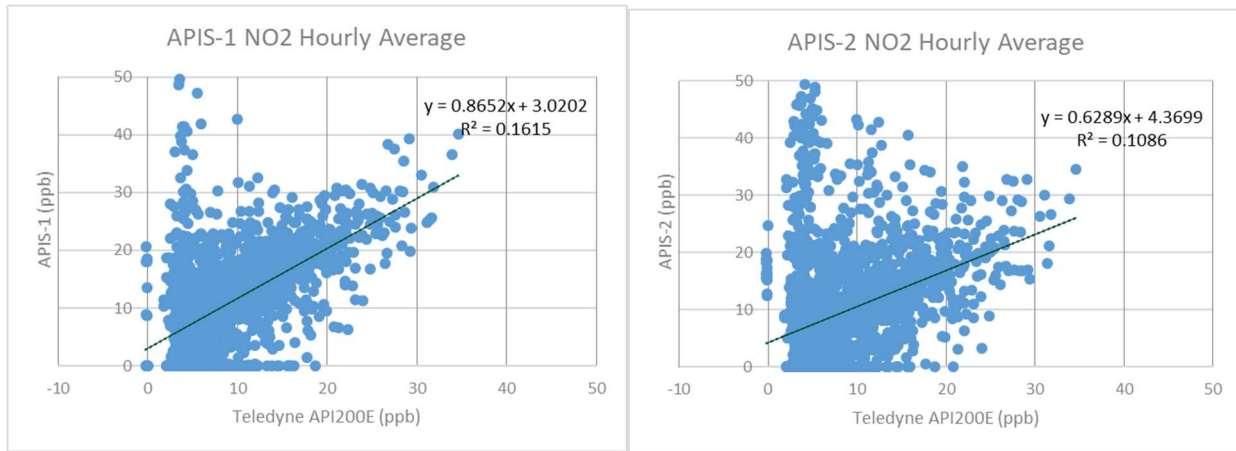 APIS-1 NO2 Hourly Average
50
40
30
20
10
0
y = 0.8652x + 3.0202
R² = 0.1615
APIS-1 (ppb)
-10 0 10 20 30 40 50
Teledyne API200E (ppb)
APIS-2 NO2 Hourly Average
50
40
30
20
10
0
y = 0.6289x + 4.3699
R² = 0.1086
APIS-2 (ppb)
-10 0 10 20 30 40 50
Teledyne API200E (ppb)